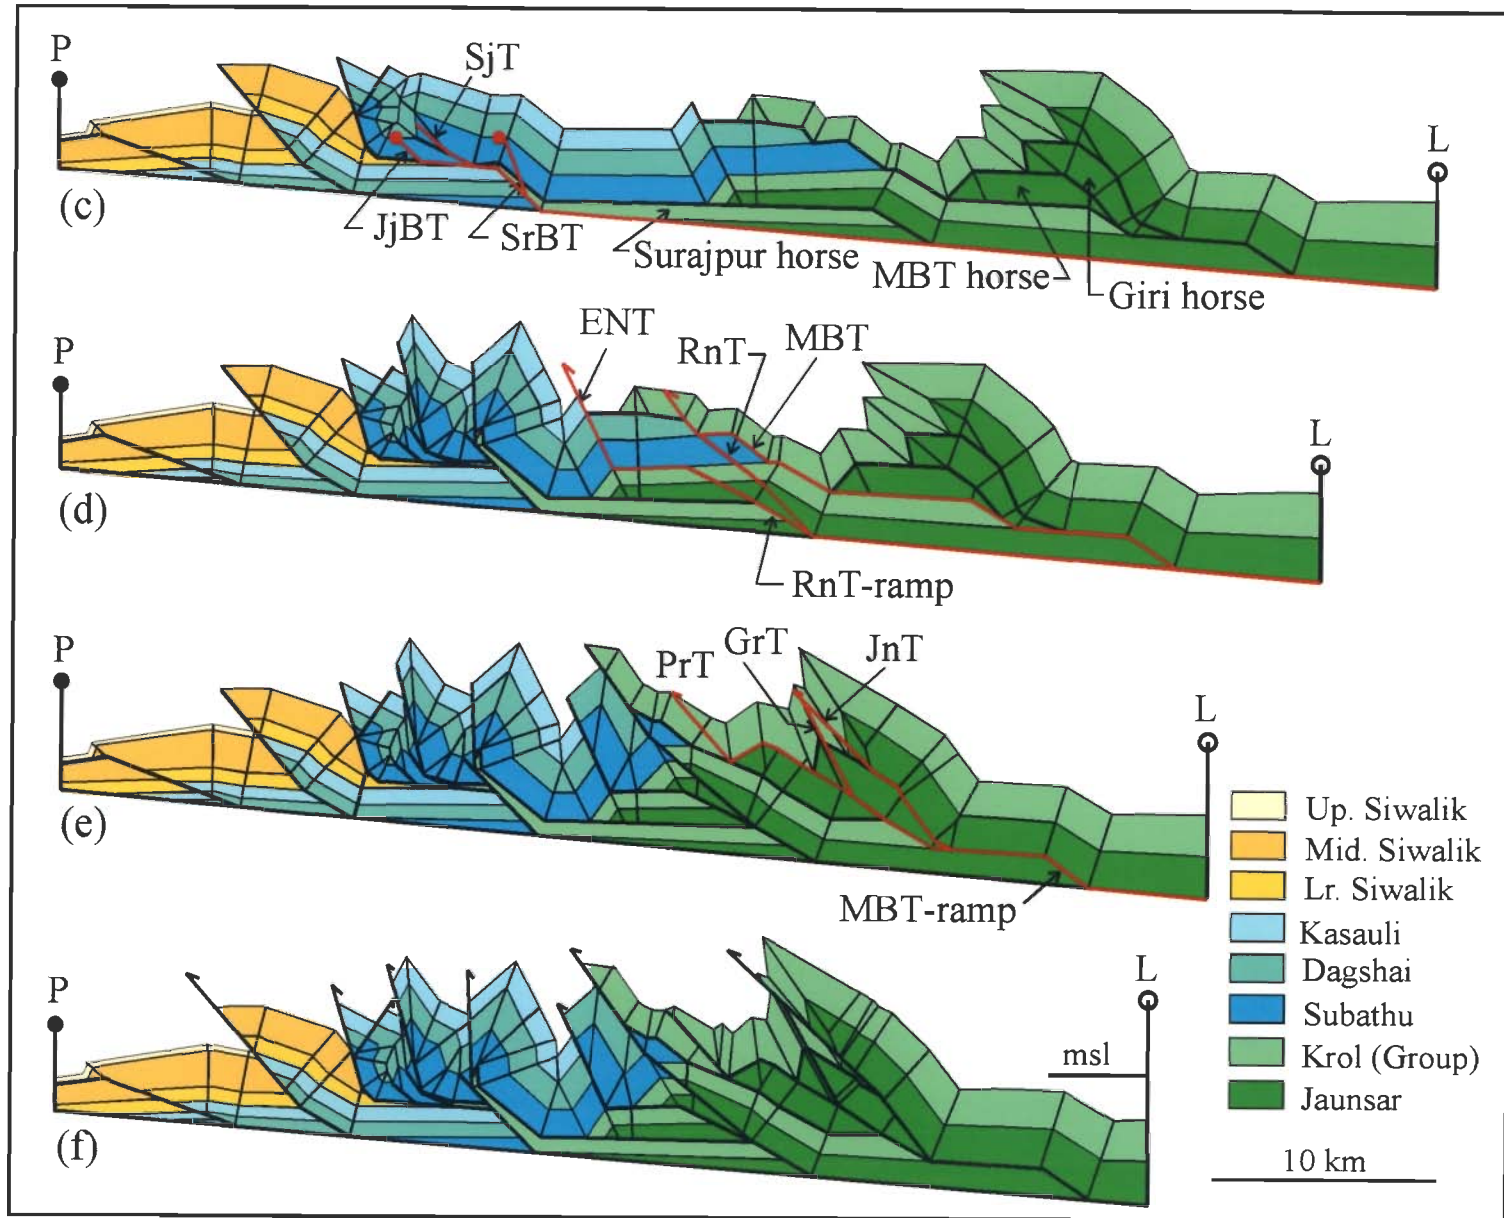 P
SjT
L
(c)
JjBT
SrBT
Surajpur horse
MBT horse
Giri horse
P
ENT
RnT
MBT
L
(d)
RnT-ramp
P
PrT
GrT
JnT
L
(e)
MBT-ramp
Up. Siwalik
Mid. Siwalik
Lr. Siwalik
Kasauli
Dagshai
Subathu
Krol (Group)
Jaunsar
P
L
msl
(f)
10 km